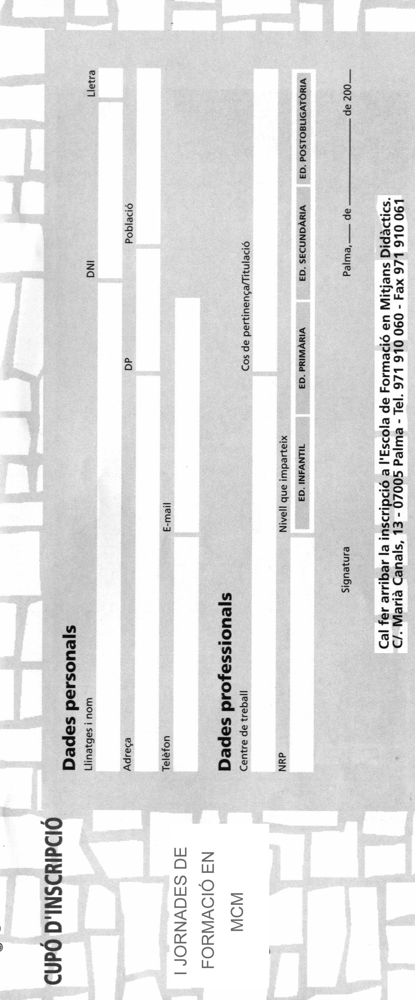 CUPÓ D'INSCRIPCIÓ
I JORNADES DE
FORMACIÓ EN
MCM
Dades personals
Llinatges i nom DNI Lletra
Adreça DP Població
Telèfon E-mail
Dades professionals
Centre de treball Cos de pertinença/Titulació
NRP Nivell que imparteix
ED. INFANTIL ED. PRIMÀRIA ED. SECUNDÀRIA ED. POSTOBLIGATÒRIA
Signatura Palma, de de 200
Cal fer arribar la inscripció a l'Escola de Formació en Mitjans Didàctics.
C/. Marià Canals, 13 - 07005 Palma - Tel. 971 910 060 - Fax 971 910 061